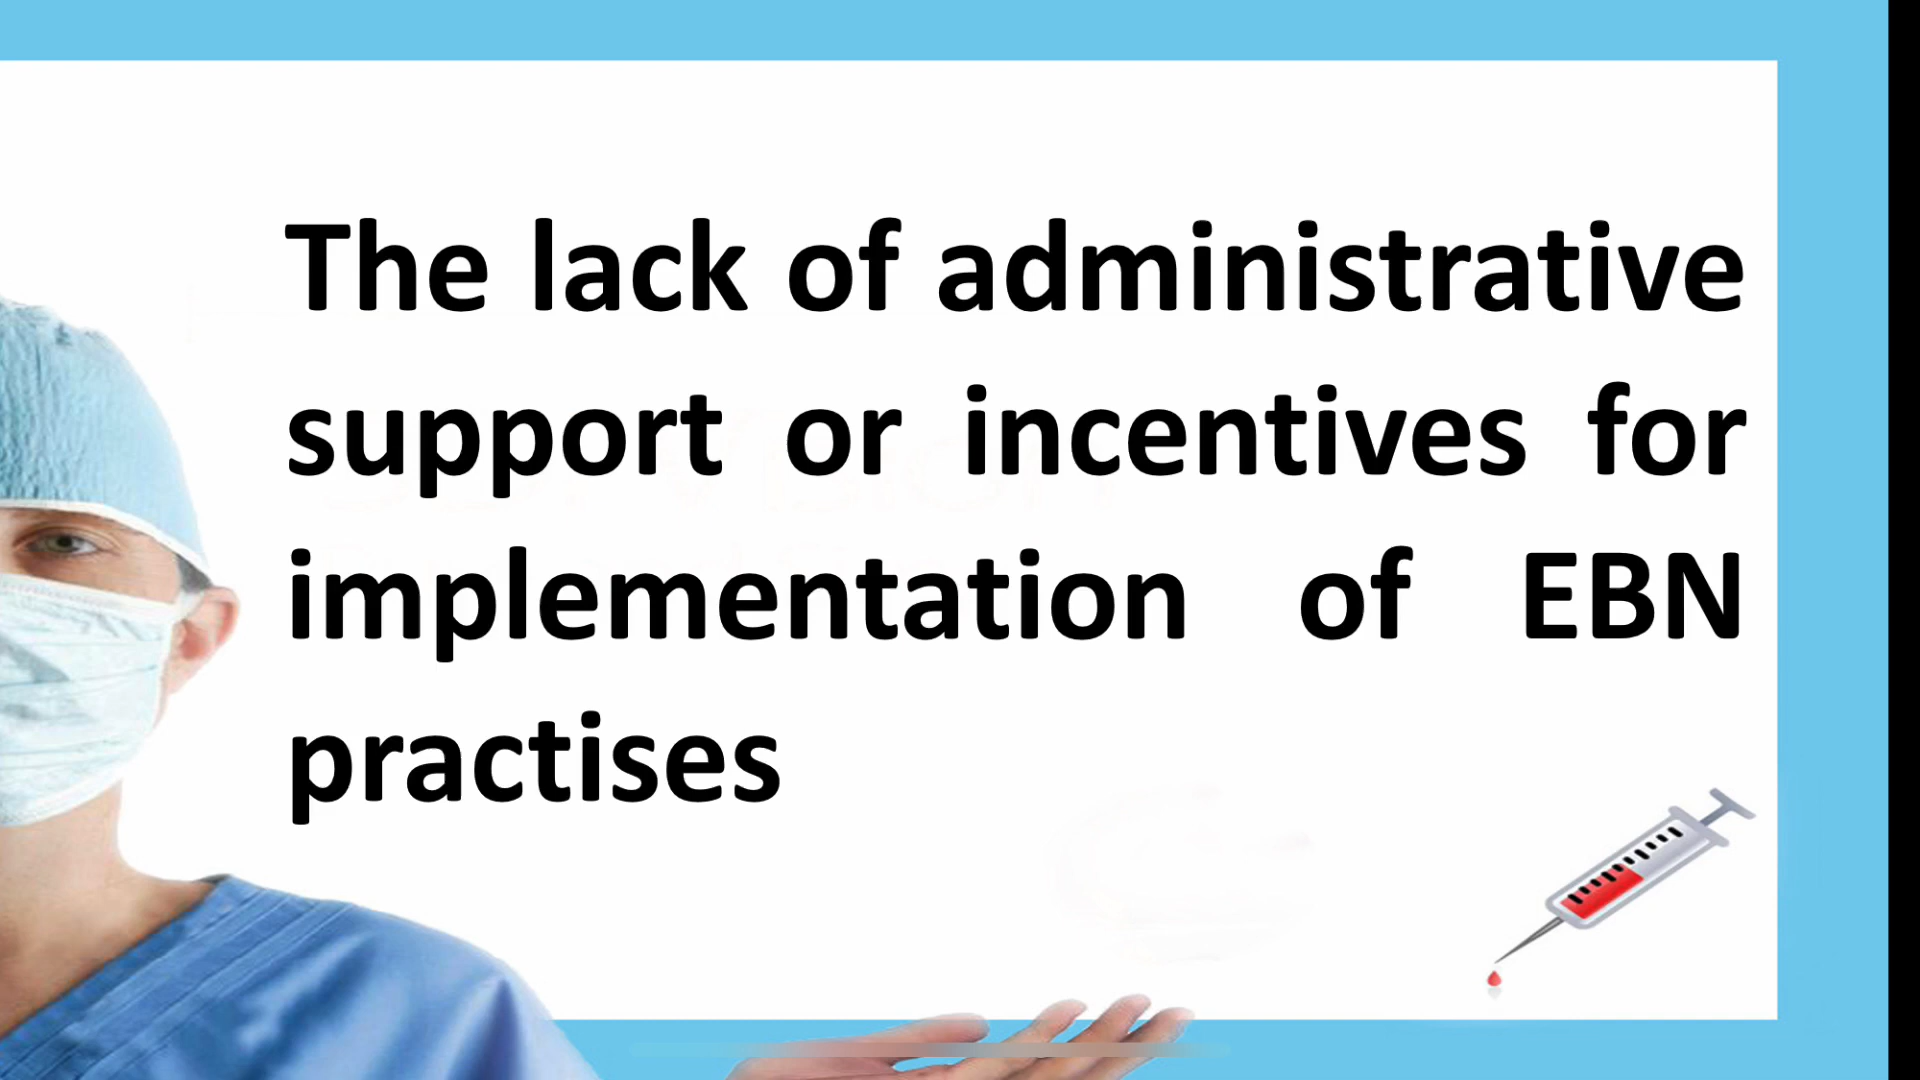 The lack of administrative
support or incentives for
implementation of EBN
practises